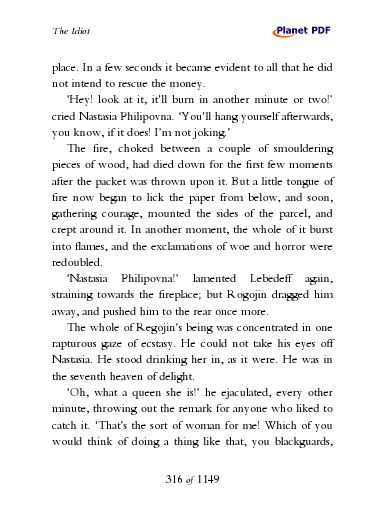 The Idiot
Planet PDF
place. In a few seconds it became evident to all that he did
not intend to rescue the money.
‘Hey! look at it, it’ll burn in another minute or two!’
cried Nastasia Philipovna. ‘You’ll hang yourself afterwards,
you know, if it does! I’m not joking.’
The fire, choked between a couple of smouldering
pieces of wood, had died down for the first few moments
after the packet was thrown upon it. But a little tongue of
fire now began to lick the paper from below, and soon,
gathering courage, mounted the sides of the parcel, and
crept around it. In another moment, the whole of it burst
into flames, and the exclamations of woe and horror were
redoubled.
‘Nastasia Philipovna!’ lamented Lebedeff again,
straining towards the fireplace; but Rogojin dragged him
away, and pushed him to the rear once more.
The whole of Regojin’s being was concentrated in one
rapturous gaze of ecstasy. He could not take his eyes off
Nastasia. He stood drinking her in, as it were. He was in
the seventh heaven of delight.
‘Oh, what a queen she is!’ he ejaculated, every other
minute, throwing out the remark for anyone who liked to
catch it. ‘That’s the sort of woman for me! Which of you
would think of doing a thing like that, you blackguards,
316 of 1149